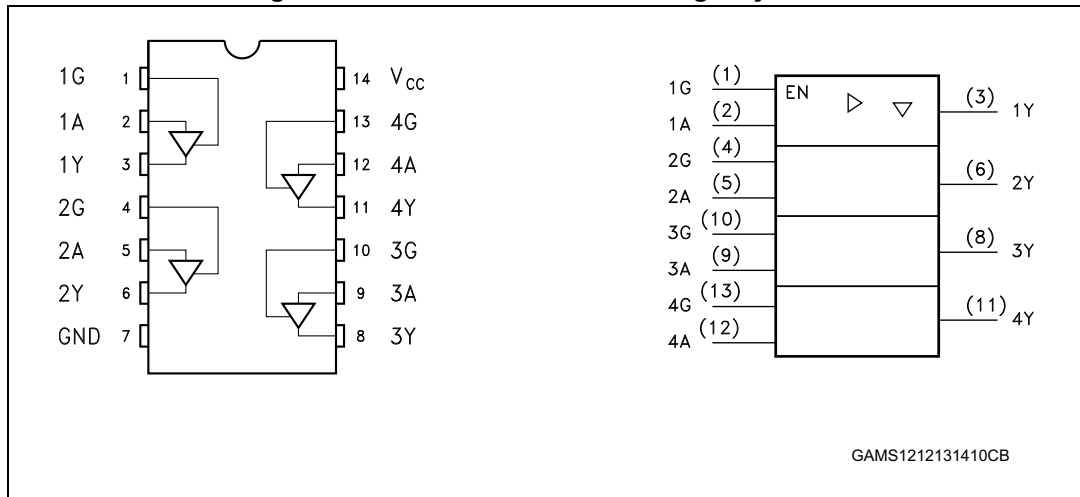 1G 1 14 VCC
1A 2 13 4G
1Y 3 12 4A
2G 4 11 4Y
2A 5 10 3G
2Y 6 9 3A
GND 7 8 3Y
EN
1G (1) (3) 1Y
1A (2)
2G (4) (6) 2Y
2A (5)
3G (10) (8) 3Y
3A (9)
4G (13) (11) 4Y
4A (12)
GAMS1212131410CB